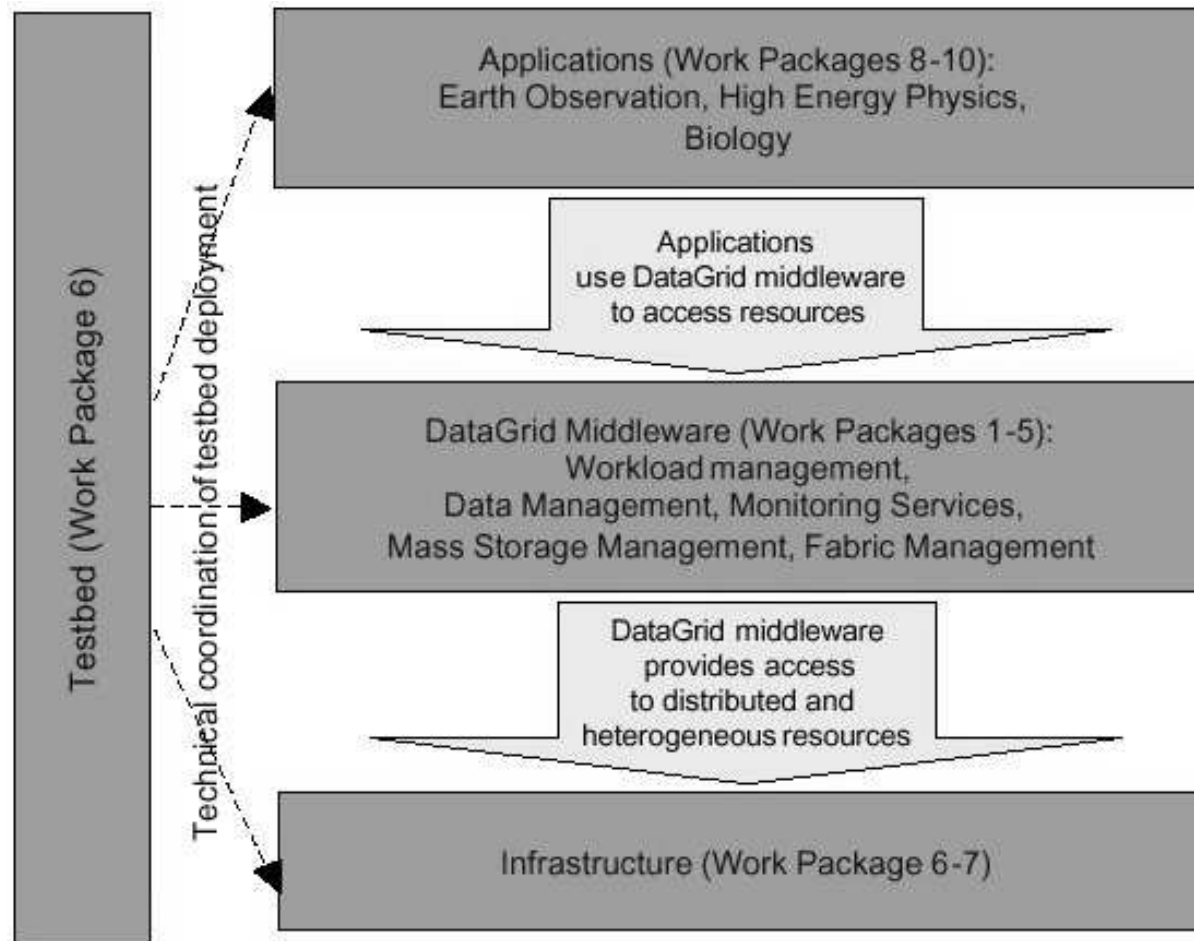 Testbed (Work Package 6)
Technical coordination of testbed deployment
Applications (Work Packages 8-10):
Earth Observation, High Energy Physics,
Biology
Applications
use DataGrid middleware
to access resources
DataGrid Middleware (Work Packages 1-5):
Workload management,
Data Management, Monitoring Services,
Mass Storage Management, Fabric Management
DataGrid middleware
provides access
to distributed and
heterogeneous resources
Infrastructure (Work Package 6-7)